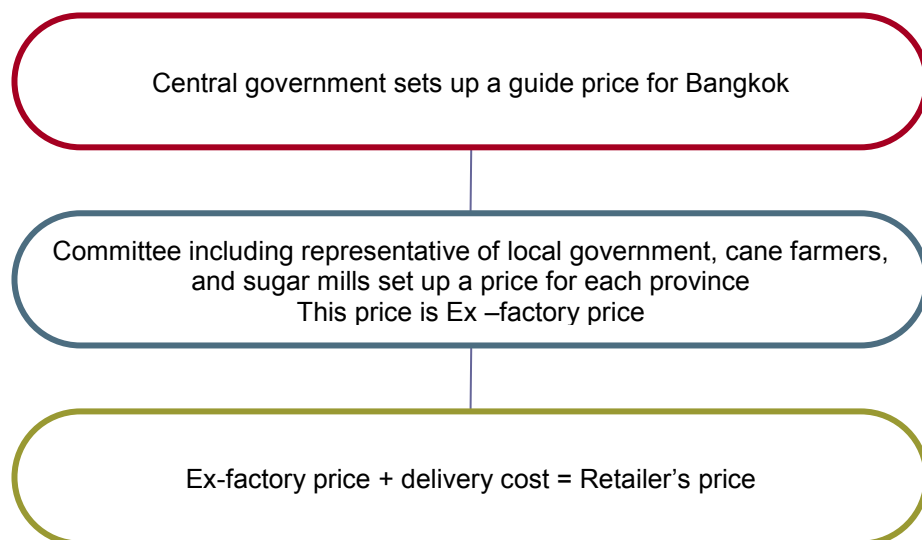 Central government sets up a guide price for Bangkok
Committee including representative of local government, cane farmers,
and sugar mills set up a price for each province
This price is Ex –factory price
Ex-factory price + delivery cost = Retailer’s price